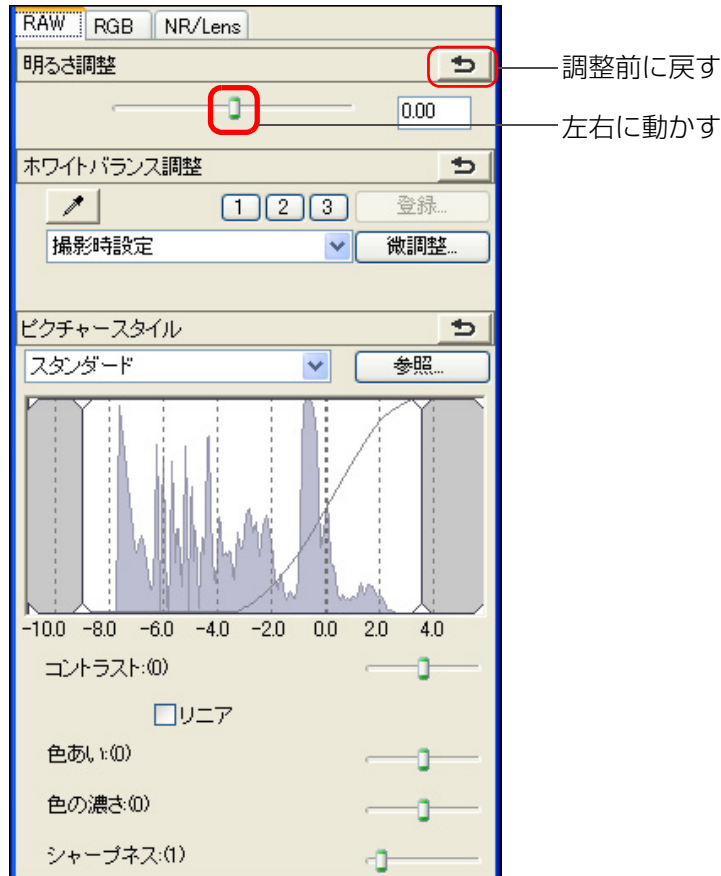 RAW RGB NR/Lens
明るさ調整
調整前に戻す
0.00
左右に動かす
ホワイトバランス調整
1 2 3 登録...
撮影時設定 微調整...
ピクチャースタイル
スタンダード 参照...
-10.0 -8.0 -6.0 -4.0 -2.0 0.0 2.0 4.0
コントラスト:(0)
リニア
色あい:(0)
色の濃さ:(0)
シャープネス:(1)